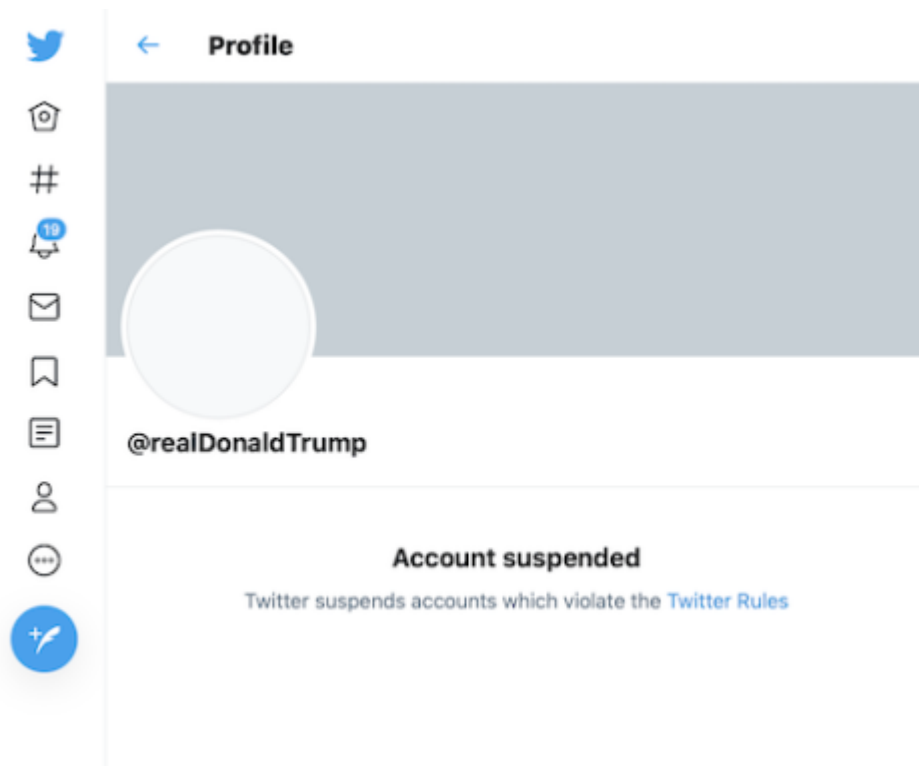 Profile
19
@realDonaldTrump
Account suspended
Twitter suspends accounts which violate the Twitter Rules